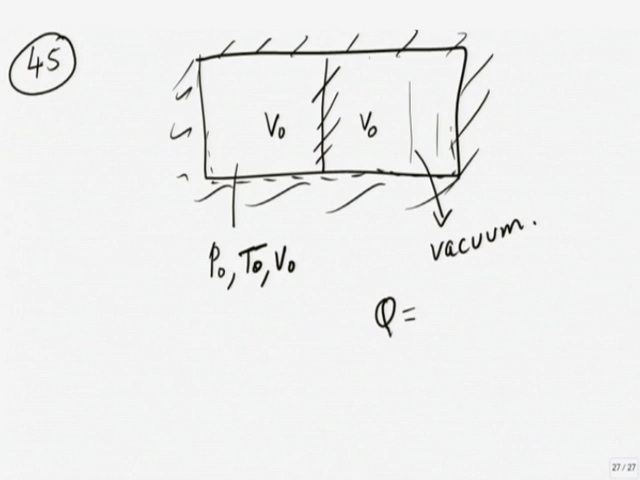 45
V₀ V₀
P₀, T₀, V₀
vacuum.
Q =
27 / 27